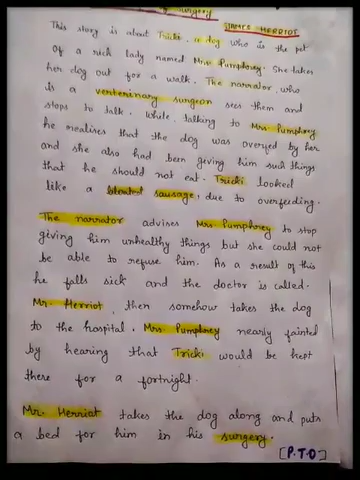 surgery
JAMES HERRIOT
This story is about Tricki, a dog who is the pet
of a rich lady named Mrs. Pumphrey. She takes
her dog out for a walk. The narrator, who
is a verterinary surgeon sees them and
stops to talk. While talking to Mrs. Pumphrey
he realises that the dog was overfed by her
and she also had been giving him such things
that he should not eat. Tricki looked
like a bloated sausage, due to overfeeding.
The narrator advises Mrs. Pumphrey to stop
giving him unhealthy things but she could not
be able to refuse him. As a result of this
he falls sick and the doctor is called.
Mr. Herriot, then somehow takes the dog
to the hospital. Mrs. Pumphrey nearly fainted
by hearing that Tricki would be kept
there for a fortnight.
Mr. Herriot takes the dog along and puts
a bed for him in his surgery.
[P.T.O]